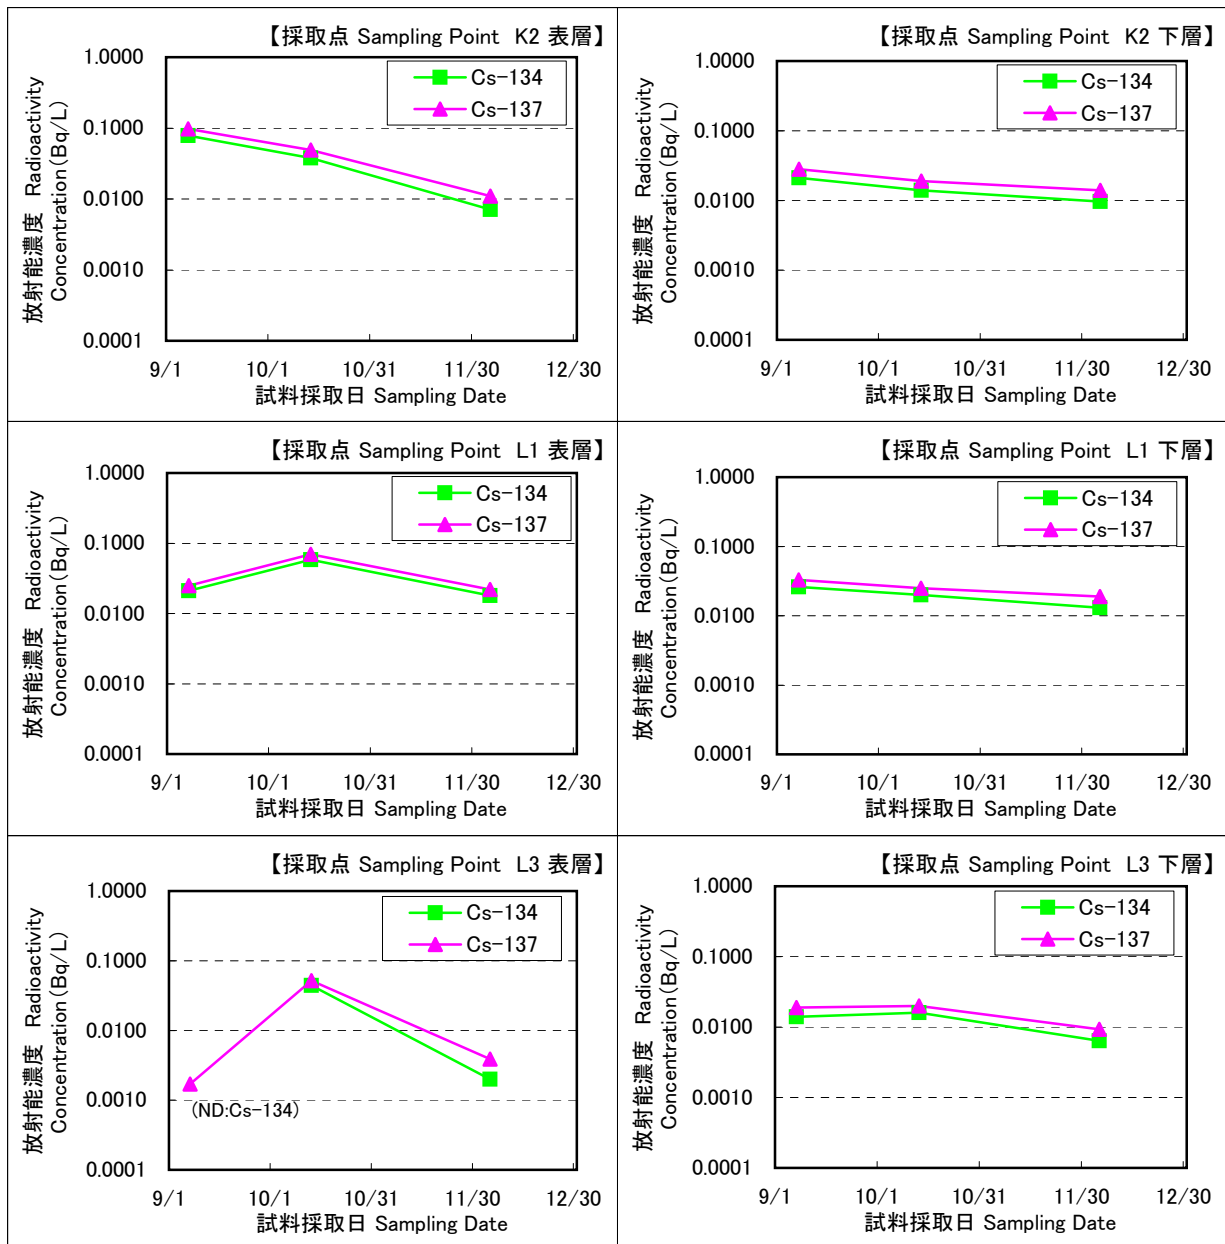 【採取点 Sampling Point K2 表層】
1.0000
0.1000
0.0100
0.0010
0.0001
放射能濃度 Radioactivity
Concentration(Bq/L)
Cs-134
Cs-137
9/1 10/1 10/31 11/30 12/30
試料採取日 Sampling Date
【採取点 Sampling Point K2 下層】
1.0000
0.1000
0.0100
0.0010
0.0001
放射能濃度 Radioactivity
Concentration(Bq/L)
Cs-134
Cs-137
9/1 10/1 10/31 11/30 12/30
試料採取日 Sampling Date
【採取点 Sampling Point L1 表層】
1.0000
0.1000
0.0100
0.0010
0.0001
放射能濃度 Radioactivity
Concentration(Bq/L)
Cs-134
Cs-137
9/1 10/1 10/31 11/30 12/30
試料採取日 Sampling Date
【採取点 Sampling Point L1 下層】
1.0000
0.1000
0.0100
0.0010
0.0001
放射能濃度 Radioactivity
Concentration(Bq/L)
Cs-134
Cs-137
9/1 10/1 10/31 11/30 12/30
試料採取日 Sampling Date
【採取点 Sampling Point L3 表層】
1.0000
0.1000
0.0100
0.0010
0.0001
放射能濃度 Radioactivity
Concentration(Bq/L)
Cs-134
Cs-137
(ND:Cs-134)
9/1 10/1 10/31 11/30 12/30
試料採取日 Sampling Date
【採取点 Sampling Point L3 下層】
1.0000
0.1000
0.0100
0.0010
0.0001
放射能濃度 Radioactivity
Concentration(Bq/L)
Cs-134
Cs-137
9/1 10/1 10/31 11/30 12/30
試料採取日 Sampling Date